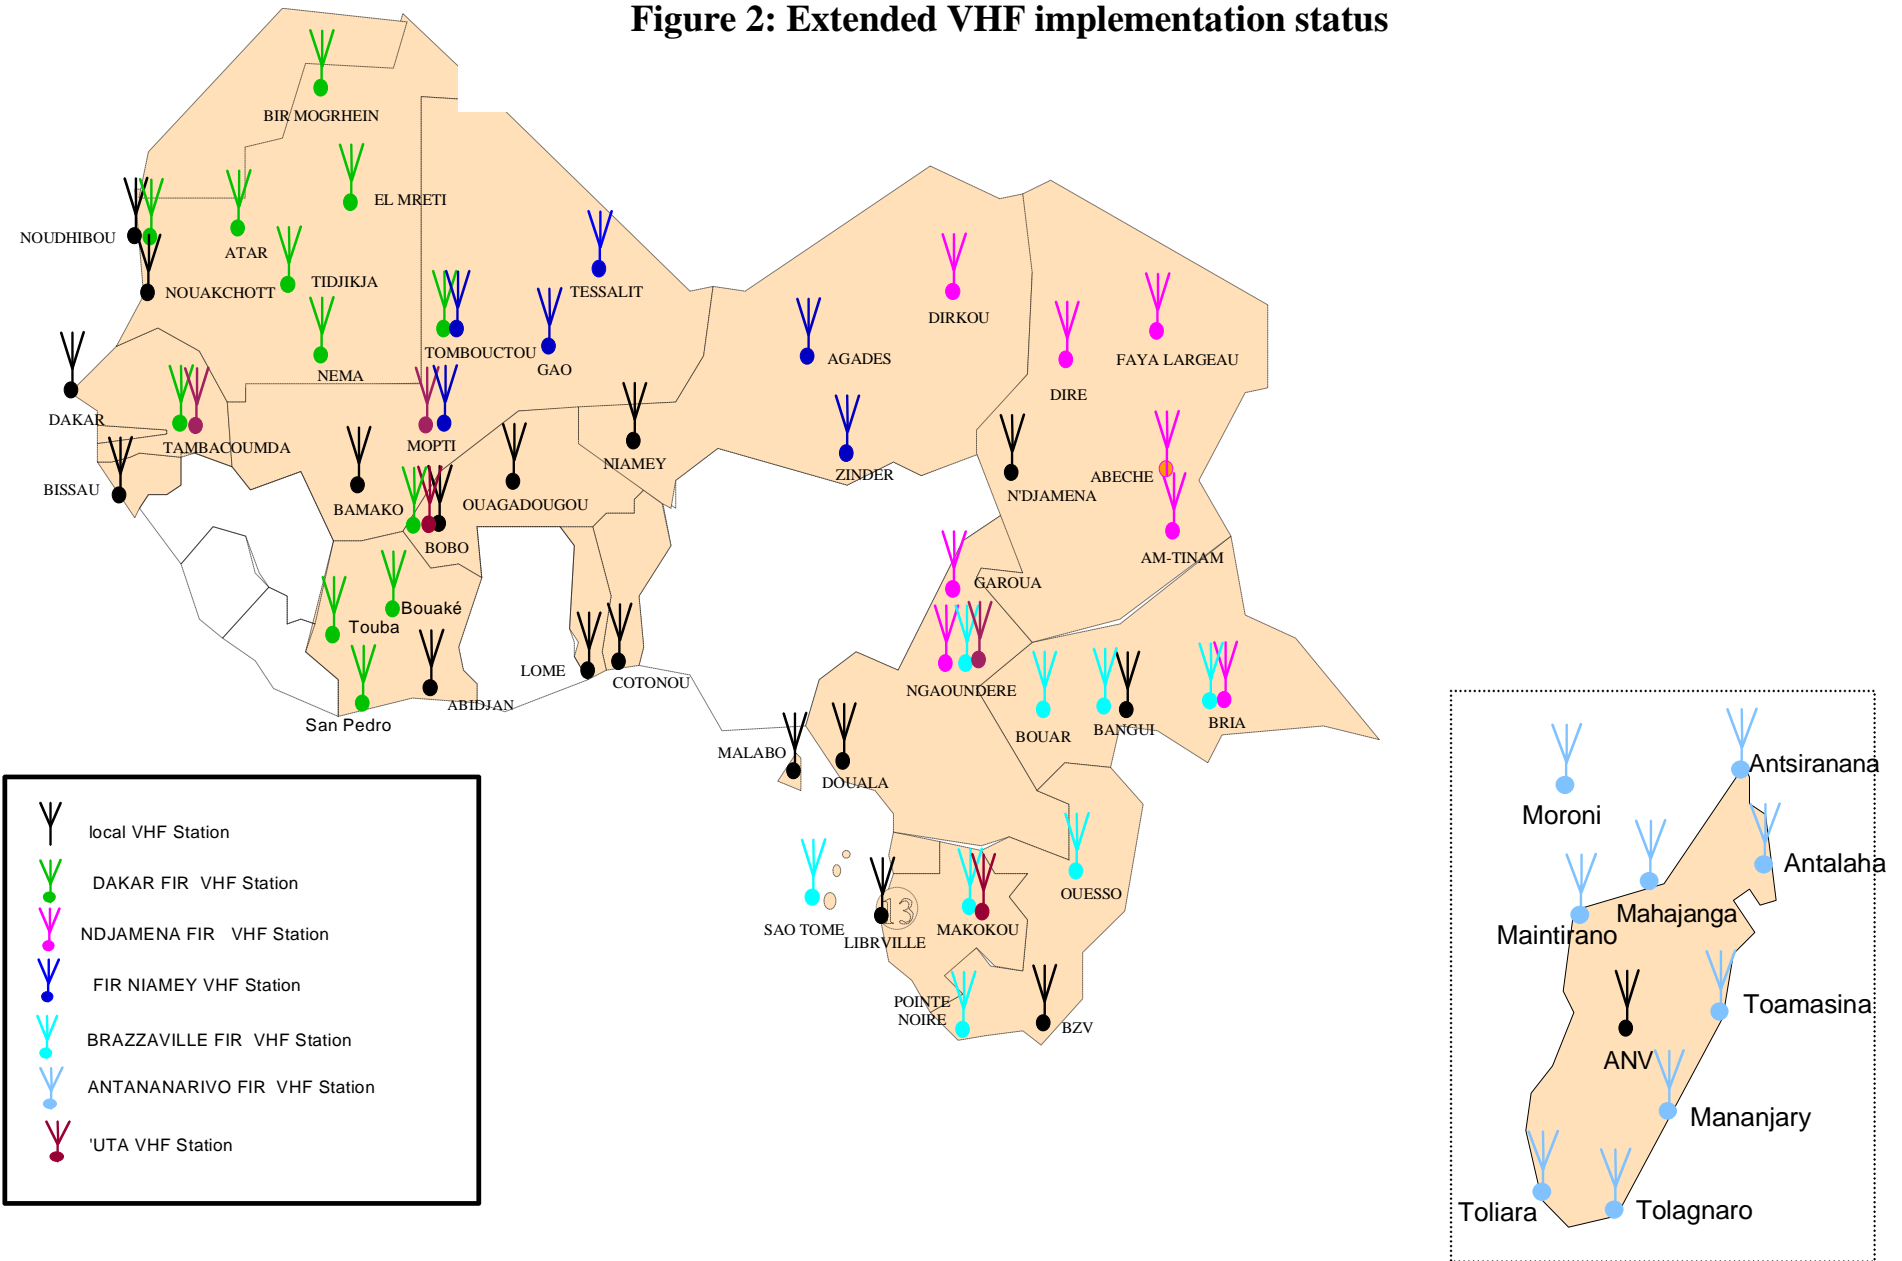 Figure 2: Extended VHF implementation status
BIR MOGRHEIN
EL MRETI
NOUDHIBOU
ATAR
TIDJIKJA
NOUAKCHOTT
TESSALIT
DIRKOU
TOMBOUCTOU
GAO
AGADES
FAYA LARGEAU
NEMA
DIRE
DAKAR
TAMBACOUMDA
MOPTI
NIAMEY
ZINDER
ABECHE
N'DJAMENA
BISSAU
BAMAKO
OUAGADOUGOU
BOBO
AM-TINAM
GAROUA
Bouaké
Touba
LOME
COTONOU
NGAOUNDERE
ABIDJAN
San Pedro
BOUAR
BANGUI
BRIA
MALABO
DOUALA
OUESSO
SAO TOME
13
LIBRVILLE
MAKOKOU
POINTE
NOIRE
BZV
local VHF Station
DAKAR FIR VHF Station
NDJAMENA FIR VHF Station
FIR NIAMEY VHF Station
BRAZZAVILLE FIR VHF Station
ANTANANARIVO FIR VHF Station
'UTA VHF Station
Antsiranana
Moroni
Antalaha
Mahajanga
Maintirano
Toamasina
ANV
Mananjary
Toliara
Tolagnaro